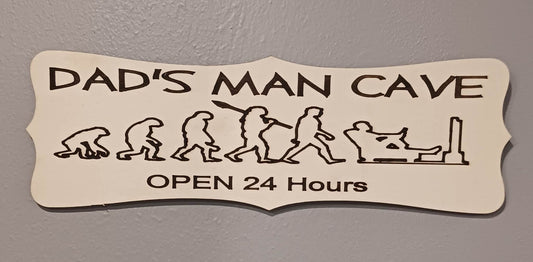 DAD'S MAN CAVE
OPEN 24 Hours